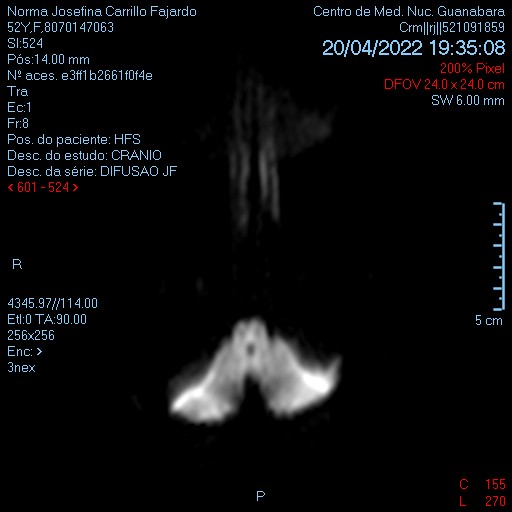 Norma Josefina Carrillo Fajardo
52Y,F,8070147063
Sl:524
Pós:14.00 mm
Nº aces. e3ff1b2661f0f4e
Tra
Ec:1
Fr:8
Pos. do paciente: HFS
Desc. do estudo: CRANIO
Desc. da série: DIFUSAO JF
< 601 - 524 >
Centro de Med. Nuc. Guanabara
Crm||rj||521091859
20/04/2022 19:35:08
200% Pixel
DFOV 24.0 x 24.0 cm
SW 6.00 mm
R
5 cm
4345.97//114.00
Etl:0 TA:90.00
256x256
Enc: >
3nex
P
C 155
L 270